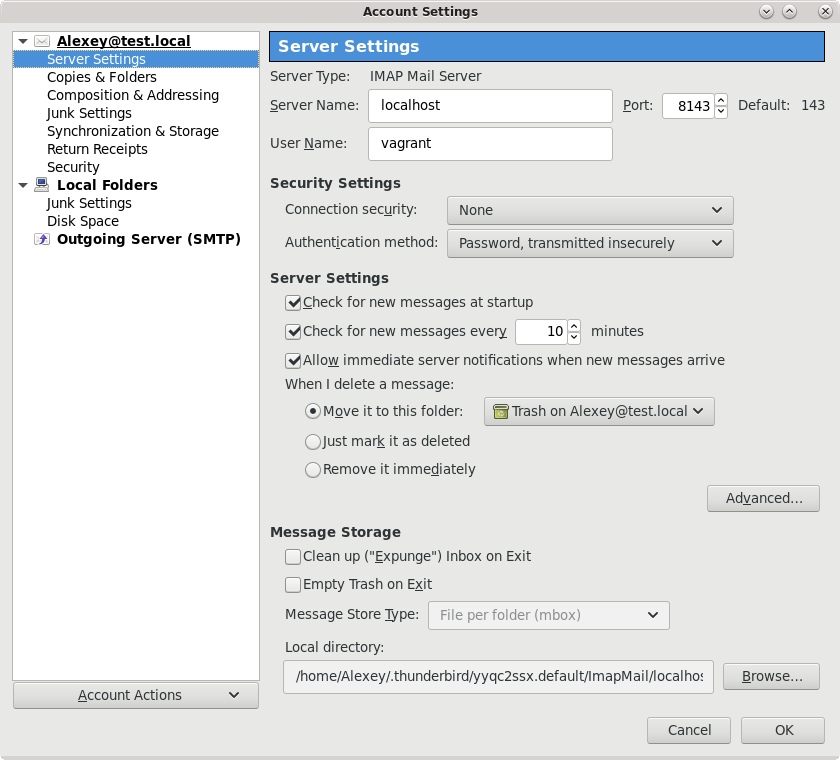 Account Settings
Alexey@test.local
Server Settings
Copies & Folders
Composition & Addressing
Junk Settings
Synchronization & Storage
Return Receipts
Security
Local Folders
Junk Settings
Disk Space
Outgoing Server (SMTP)
Account Actions
Server Settings
Server Type: IMAP Mail Server
Server Name: localhost Port: 8143 Default: 143
User Name: vagrant
Security Settings
Connection security: None
Authentication method: Password, transmitted insecurely
Server Settings
Check for new messages at startup
Check for new messages every 10 minutes
Allow immediate server notifications when new messages arrive
When I delete a message:
Move it to this folder: Trash on Alexey@test.local
Just mark it as deleted
Remove it immediately
Advanced...
Message Storage
Clean up ("Expunge") Inbox on Exit
Empty Trash on Exit
Message Store Type: File per folder (mbox)
Local directory:
/home/Alexey/.thunderbird/yyqc2ssx.default/ImapMail/localhos Browse...
Cancel OK